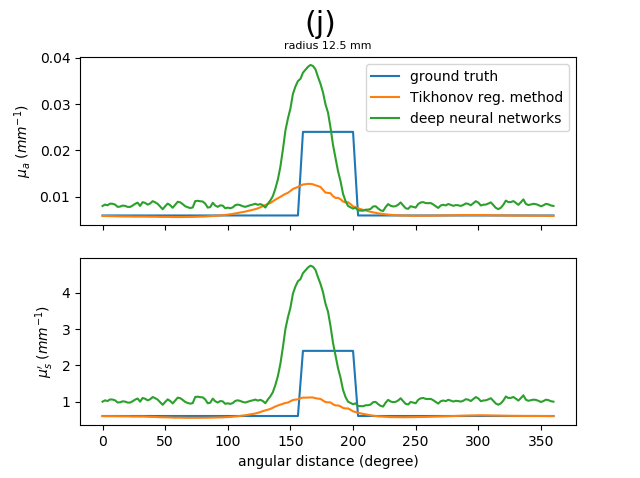 (j)
radius 12.5 mm
0.04
0.03
0.02
0.01
μₐ (mm⁻¹)
ground truth
Tikhonov reg. method
deep neural networks
4
3
2
1
μ′ₛ (mm⁻¹)
0 50 100 150 200 250 300 350
angular distance (degree)